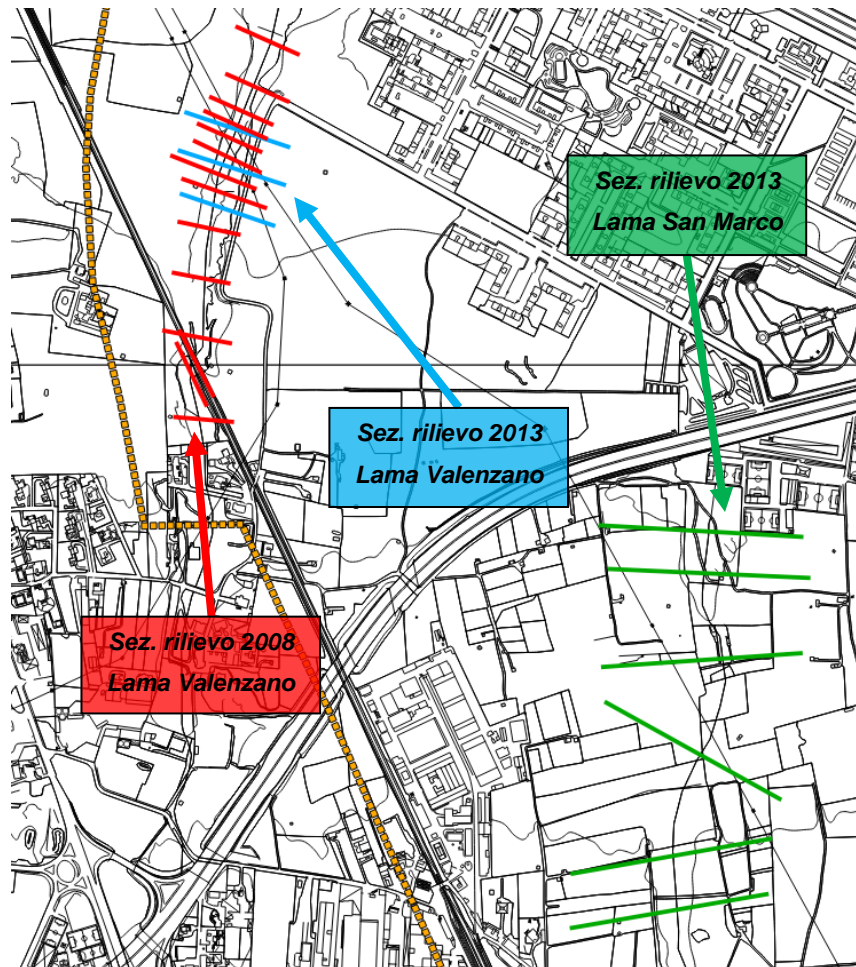 Sez. rilievo 2013
Lama San Marco
Sez. rilievo 2013
Lama Valenzano
Sez. rilievo 2008
Lama Valenzano